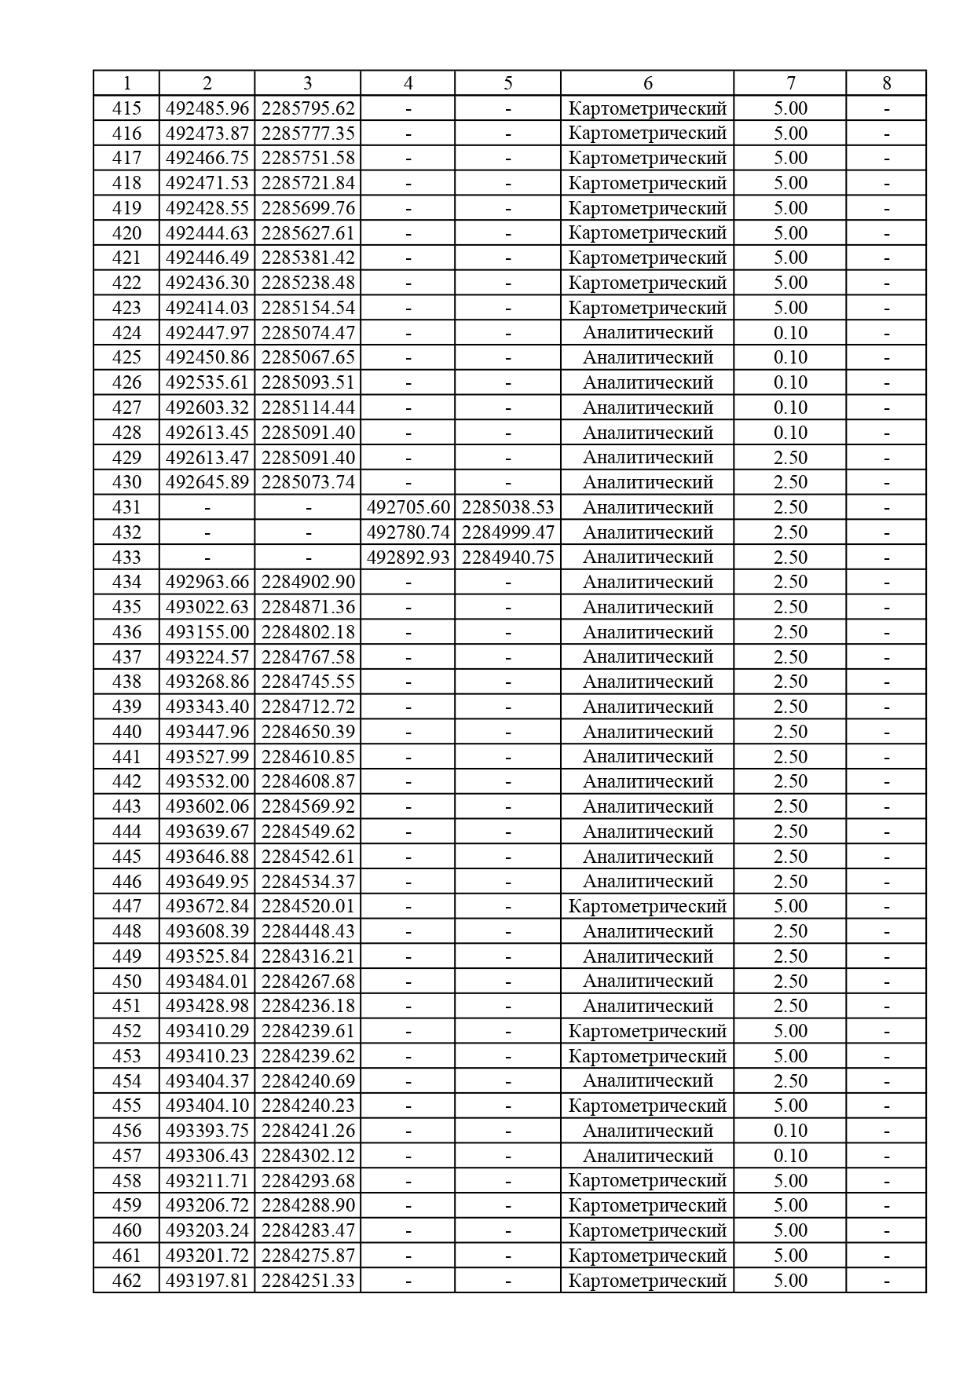 1 2 3 4 5 6 7 8
415 492485.96 2285795.62 - - Картометрический 5.00 -
416 492473.87 2285777.35 - - Картометрический 5.00 -
417 492466.75 2285751.58 - - Картометрический 5.00 -
418 492471.53 2285721.84 - - Картометрический 5.00 -
419 492428.55 2285699.76 - - Картометрический 5.00 -
420 492444.63 2285627.61 - - Картометрический 5.00 -
421 492446.49 2285381.42 - - Картометрический 5.00 -
422 492436.30 2285238.48 - - Картометрический 5.00 -
423 492414.03 2285154.54 - - Картометрический 5.00 -
424 492447.97 2285074.47 - - Аналитический 0.10 -
425 492450.86 2285067.65 - - Аналитический 0.10 -
426 492535.61 2285093.51 - - Аналитический 0.10 -
427 492603.32 2285114.44 - - Аналитический 0.10 -
428 492613.45 2285091.40 - - Аналитический 0.10 -
429 492613.47 2285091.40 - - Аналитический 2.50 -
430 492645.89 2285073.74 - - Аналитический 2.50 -
431 - - 492705.60 2285038.53 Аналитический 2.50 -
432 - - 492780.74 2284999.47 Аналитический 2.50 -
433 - - 492892.93 2284940.75 Аналитический 2.50 -
434 492963.66 2284902.90 - - Аналитический 2.50 -
435 493022.63 2284871.36 - - Аналитический 2.50 -
436 493155.00 2284802.18 - - Аналитический 2.50 -
437 493224.57 2284767.58 - - Аналитический 2.50 -
438 493268.86 2284745.55 - - Аналитический 2.50 -
439 493343.40 2284712.72 - - Аналитический 2.50 -
440 493447.96 2284650.39 - - Аналитический 2.50 -
441 493527.99 2284610.85 - - Аналитический 2.50 -
442 493532.00 2284608.87 - - Аналитический 2.50 -
443 493602.06 2284569.92 - - Аналитический 2.50 -
444 493639.67 2284549.62 - - Аналитический 2.50 -
445 493646.88 2284542.61 - - Аналитический 2.50 -
446 493649.95 2284534.37 - - Аналитический 2.50 -
447 493672.84 2284520.01 - - Картометрический 5.00 -
448 493608.39 2284448.43 - - Аналитический 2.50 -
449 493525.84 2284316.21 - - Аналитический 2.50 -
450 493484.01 2284267.68 - - Аналитический 2.50 -
451 493428.98 2284236.18 - - Аналитический 2.50 -
452 493410.29 2284239.61 - - Картометрический 5.00 -
453 493410.23 2284239.62 - - Картометрический 5.00 -
454 493404.37 2284240.69 - - Аналитический 2.50 -
455 493404.10 2284240.23 - - Картометрический 5.00 -
456 493393.75 2284241.26 - - Аналитический 0.10 -
457 493306.43 2284302.12 - - Аналитический 0.10 -
458 493211.71 2284293.68 - - Картометрический 5.00 -
459 493206.72 2284288.90 - - Картометрический 5.00 -
460 493203.24 2284283.47 - - Картометрический 5.00 -
461 493201.72 2284275.87 - - Картометрический 5.00 -
462 493197.81 2284251.33 - - Картометрический 5.00 -